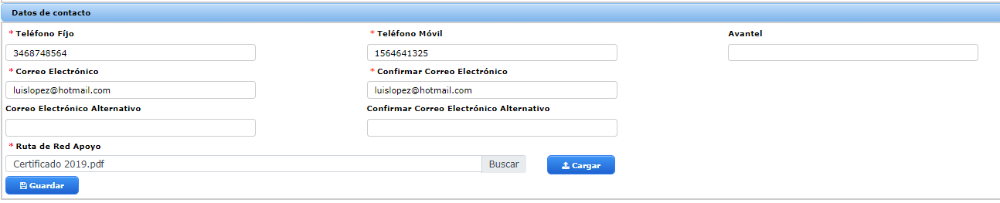 Datos de contacto
* Teléfono Fíjo * Teléfono Móvil Avantel
3468748564 1564641325
* Correo Electrónico * Confirmar Correo Electrónico
luislopez@hotmail.com luislopez@hotmail.com
Correo Electrónico Alternativo Confirmar Correo Electrónico Alternativo
* Ruta de Red Apoyo
Certificado 2019.pdf Buscar Cargar
Guardar